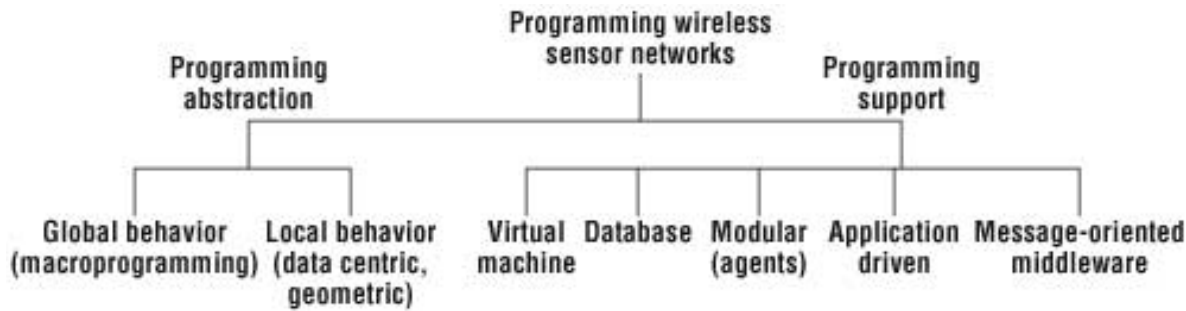 Programming wireless
sensor networks
Programming
abstraction
Programming
support
Global behavior
(macroprogramming)
Local behavior
(data centric,
geometric)
Virtual
machine
Database
Modular
(agents)
Application
driven
Message-oriented
middleware